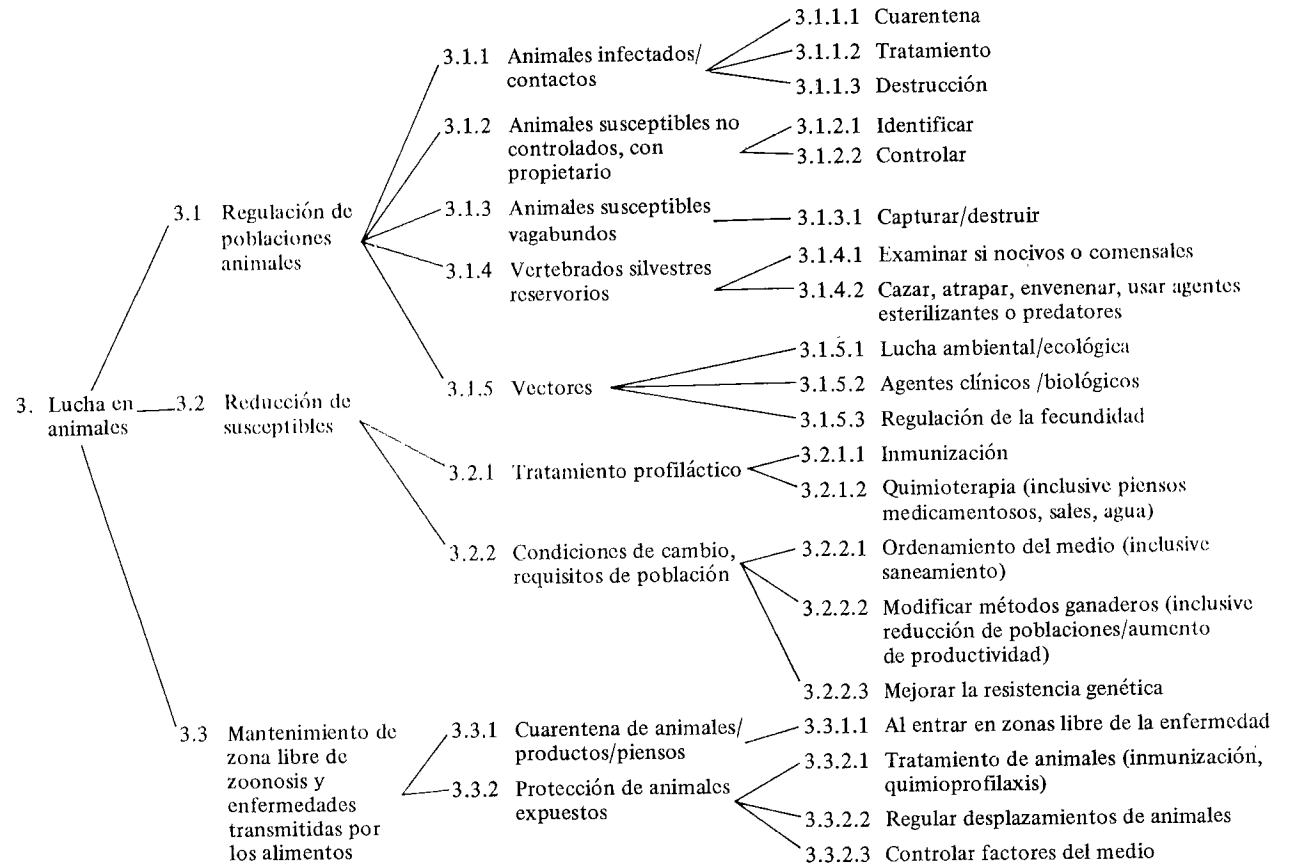 3. Lucha en
animales
3.1 Regulación de
poblaciones
animales
3.1.1 Animales infectados/
contactos
3.1.1.1 Cuarentena
3.1.1.2 Tratamiento
3.1.1.3 Destrucción
3.1.2 Animales susceptibles no
controlados, con
propietario
3.1.2.1 Identificar
3.1.2.2 Controlar
3.1.3 Animales susceptibles
vagabundos
3.1.3.1 Capturar/destruir
3.1.4 Vertebrados silvestres
reservorios
3.1.4.1 Examinar si nocivos o comensales
3.1.4.2 Cazar, atrapar, envenenar, usar agentes
esterilizantes o predatores
3.1.5 Vectores
3.1.5.1 Lucha ambiental/ecológica
3.1.5.2 Agentes clínicos /biológicos
3.1.5.3 Regulación de la fecundidad
3.2 Reducción de
susceptibles
3.2.1 Tratamiento profiláctico
3.2.1.1 Inmunización
3.2.1.2 Quimioterapia (inclusive piensos
medicamentosos, sales, agua)
3.2.2 Condiciones de cambio,
requisitos de población
3.2.2.1 Ordenamiento del medio (inclusive
saneamiento)
3.2.2.2 Modificar métodos ganaderos (inclusive
reducción de poblaciones/aumento
de productividad)
3.2.2.3 Mejorar la resistencia genética
3.3 Mantenimiento de
zona libre de
zoonosis y
enfermedades
transmitidas por
los alimentos
3.3.1 Cuarentena de animales/
productos/piensos
3.3.1.1 Al entrar en zonas libre de la enfermedad
3.3.2 Protección de animales
expuestos
3.3.2.1 Tratamiento de animales (inmunización,
quimioprofilaxis)
3.3.2.2 Regular desplazamientos de animales
3.3.2.3 Controlar factores del medio